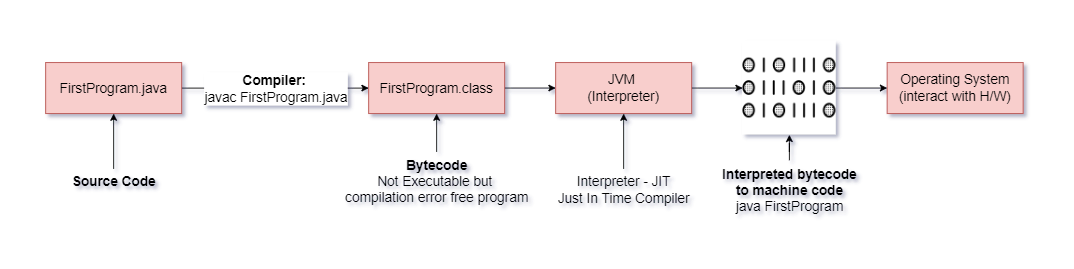 FirstProgram.java
Compiler:
javac FirstProgram.java
FirstProgram.class
JVM
(Interpreter)
Operating System
(interact with H/W)
Source Code
Bytecode
Not Executable but
compilation error free program
Interpreter - JIT
Just In Time Compiler
Interpreted bytecode
to machine code
java FirstProgram